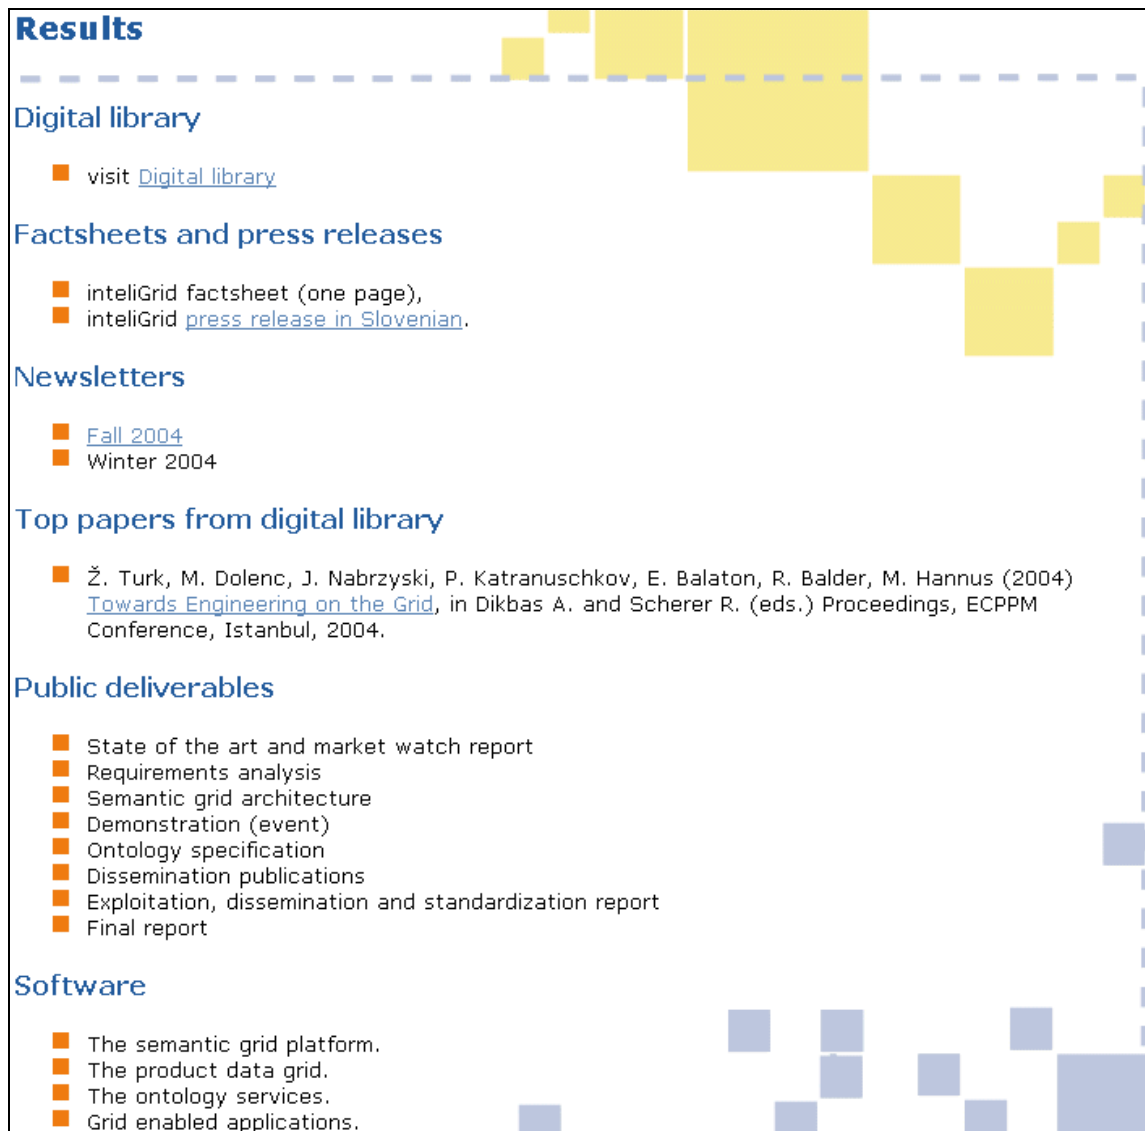 Results
Digital library
visit Digital library
Factsheets and press releases
inteliGrid factsheet (one page),
inteliGrid press release in Slovenian.
Newsletters
Fall 2004
Winter 2004
Top papers from digital library
Ž. Turk, M. Dolenc, J. Nabrzyski, P. Katranuschkov, E. Balaton, R. Balder, M. Hannus (2004)
Towards Engineering on the Grid, in Dikbas A. and Scherer R. (eds.) Proceedings, ECPPM
Conference, Istanbul, 2004.
Public deliverables
State of the art and market watch report
Requirements analysis
Semantic grid architecture
Demonstration (event)
Ontology specification
Dissemination publications
Exploitation, dissemination and standardization report
Final report
Software
The semantic grid platform.
The product data grid.
The ontology services.
Grid enabled applications.